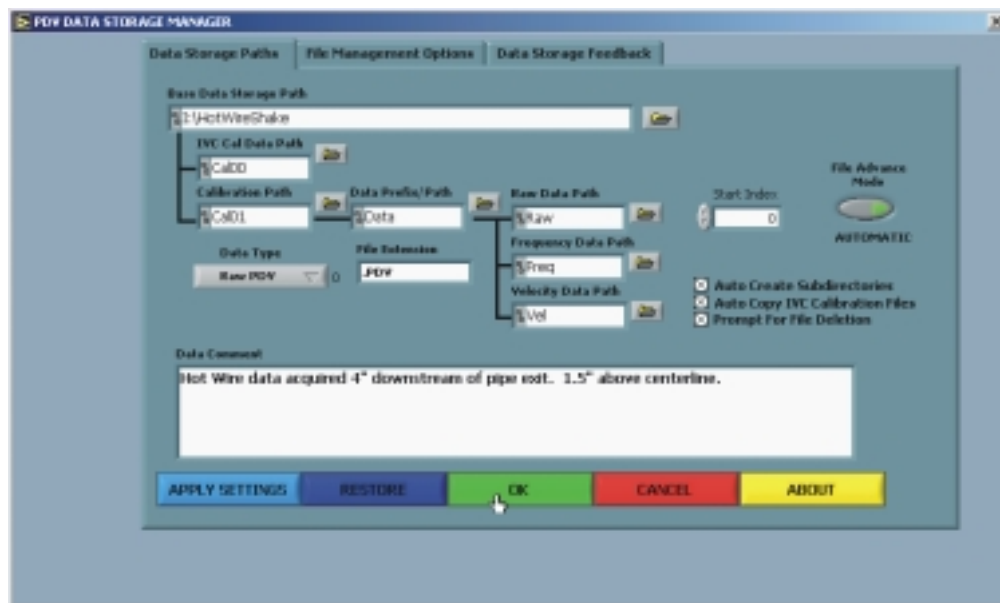 PDV DATA STORAGE MANAGER
Data Storage Paths File Management Options Data Storage Feedback
Base Data Storage Path
I:\HotWireShake
IVC Cal Data Path
Cal00
Calibration Path Data Prefix/Path Raw Data Path Start Index File Advance Mode
Cal01 Data Raw 0
AUTOMATIC
Data Type File Extension Frequency Data Path
Raw PDV 0 .PDV Freq
Velocity Data Path
Vel
Auto Create Subdirectories
Auto Copy IVC Calibration Files
Prompt For File Deletion
Data Comment
Hot Wire data acquired 4" downstream of pipe exit. 1.5" above centerline.
APPLY SETTINGS RESTORE OK CANCEL ABOUT